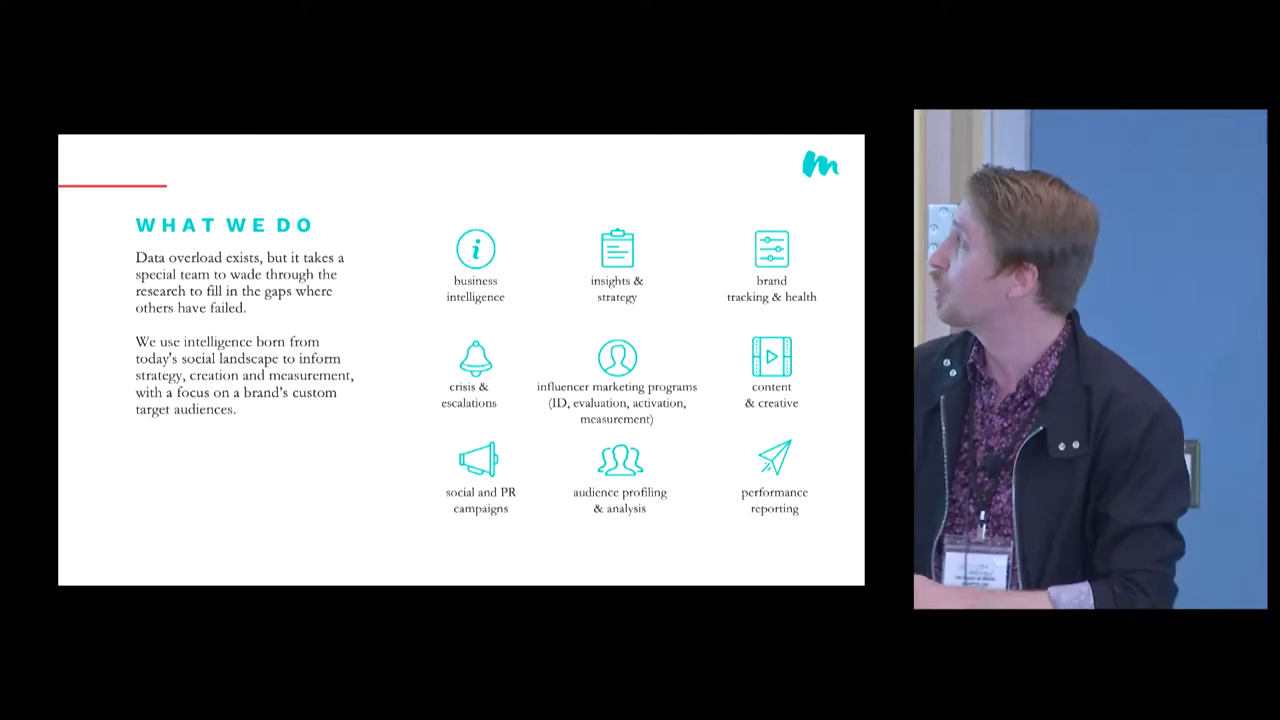 WHAT WE DO
Data overload exists, but it takes a
special team to wade through the
research to fill in the gaps where
others have failed.
We use intelligence born from
today's social landscape to inform
strategy, creation and measurement,
with a focus on a brand's custom
target audiences.
business
intelligence
insights &
strategy
brand
tracking & health
crisis &
escalations
influencer marketing programs
(ID, evaluation, activation,
measurement)
content
& creative
social and PR
campaigns
audience profiling
& analysis
performance
reporting
m